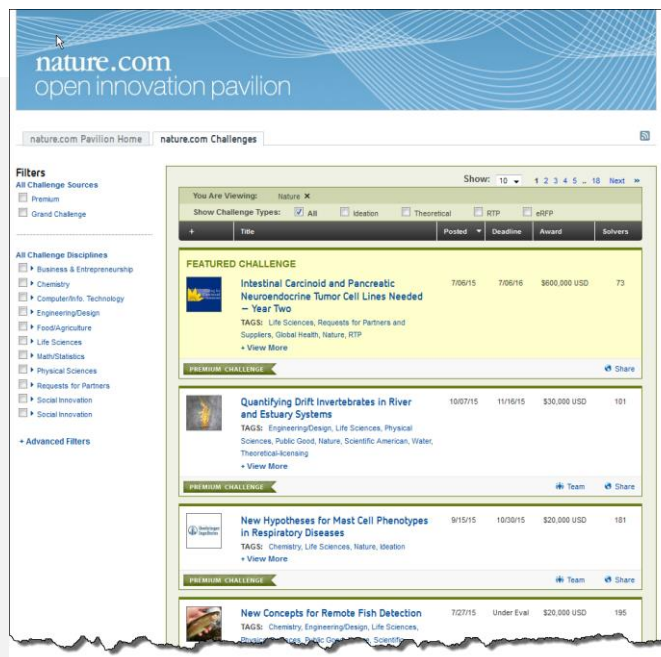 nature.com
open innovation pavilion
nature.com Pavilion Home nature.com Challenges
Filters
All Challenge Sources
Premium
Grand Challenge
All Challenge Disciplines
Business & Entrepreneurship
Chemistry
Computer/Info. Technology
Engineering/Design
Food/Agriculture
Life Sciences
Math/Statistics
Physical Sciences
Requests for Partners
Social Innovation
Social Innovation
+ Advanced Filters
Show: 10 1 2 3 4 5 .. 18 Next »
You Are Viewing: Nature ✕
Show Challenge Types: All Ideation Theoretical RTP eRFP
+ Title Posted Deadline Award Solvers
FEATURED CHALLENGE
Intestinal Carcinoid and Pancreatic 7/06/15 7/06/16 $600,000 USD 73
Neuroendocrine Tumor Cell Lines Needed
– Year Two
TAGS: Life Sciences, Requests for Partners and
Suppliers, Global Health, Nature, RTP
+ View More
PREMIUM CHALLENGE Share
Quantifying Drift Invertebrates in River 10/07/15 11/16/15 $30,000 USD 101
and Estuary Systems
TAGS: Engineering/Design, Life Sciences, Physical
Sciences, Public Good, Nature, Scientific American, Water,
Theoretical-licensing
+ View More
PREMIUM CHALLENGE Team Share
New Hypotheses for Mast Cell Phenotypes 9/15/15 10/30/15 $20,000 USD 181
in Respiratory Diseases
TAGS: Chemistry, Life Sciences, Nature, Ideation
+ View More
PREMIUM CHALLENGE Team Share
New Concepts for Remote Fish Detection 7/27/15 Under Eval $20,000 USD 195
TAGS: Chemistry, Engineering/Design, Life Sciences,